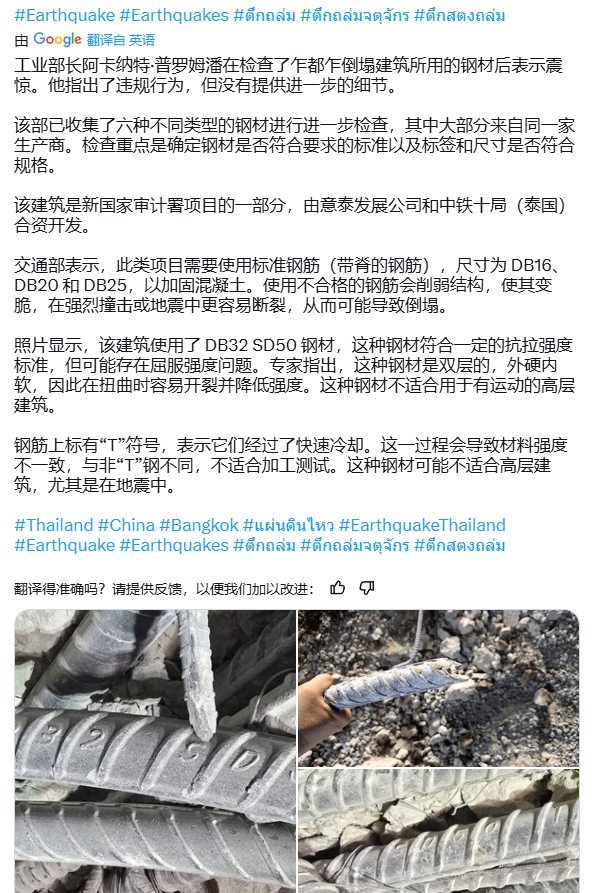 #Earthquake #Earthquakes #ตึกถล่ม #ตึกถล่มจตุจักร #ตึกสตงถล่ม
由 Google 翻译自 英语
工业部长阿卡纳特·普罗姆潘在检查了乍都乍倒塌建筑所用的钢材后表示震
惊。他指出了违规行为，但没有提供进一步的细节。
该部已收集了六种不同类型的钢材进行进一步检查，其中大部分来自同一家
生产商。检查重点是确定钢材是否符合要求的标准以及标签和尺寸是否符合
规格。
该建筑是新国家审计署项目的一部分，由意泰发展公司和中铁十局（泰国）
合资开发。
交通部表示，此类项目需要使用标准钢筋（带脊的钢筋），尺寸为 DB16、
DB20 和 DB25，以加固混凝土。使用不合格的钢筋会削弱结构，使其变
脆，在强烈撞击或地震中更容易断裂，从而可能导致倒塌。
照片显示，该建筑使用了 DB32 SD50 钢材，这种钢材符合一定的抗拉强度
标准，但可能存在屈服强度问题。专家指出，这种钢材是双层的，外硬内
软，因此在扭曲时容易开裂并降低强度。这种钢材不适合用于有运动的高层
建筑。
钢筋上标有“T”符号，表示它们经过了快速冷却。这一过程会导致材料强度
不一致，与非“T”钢不同，不适合加工测试。这种钢材可能不适合高层建
筑，尤其是在地震中。
#Thailand #China #Bangkok #แผ่นดินไหว #EarthquakeThailand
#Earthquake #Earthquakes #ตึกถล่ม #ตึกถล่มจตุจักร #ตึกสตงถล่ม
翻译得准确吗？请提供反馈，以便我们加以改进：
32 SD